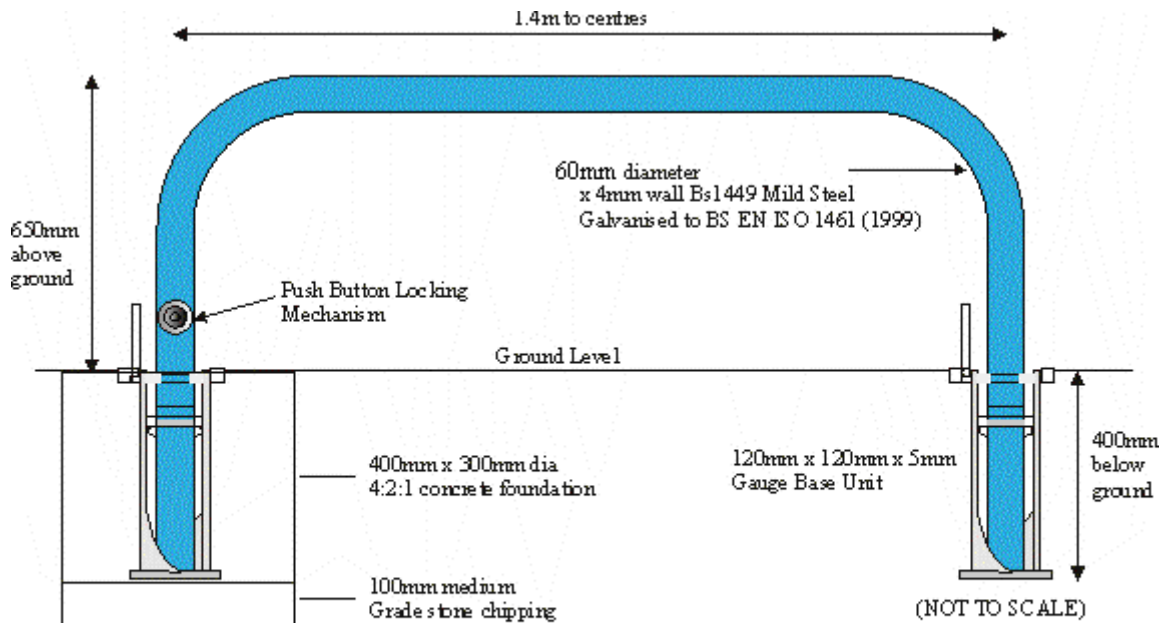 1.4m to centres
60mm diameter
x 4mm wall Bs1449 Mild Steel
Galvanised to BS EN ISO 1461 (1999)
650mm
above
ground
Push Button Locking
Mechanism
Ground Level
400mm x 300mm dia
4:2:1 concrete foundation
120mm x 120mm x 5mm
Gauge Base Unit
400mm
below
ground
100mm medium
Grade stone chipping
(NOT TO SCALE)